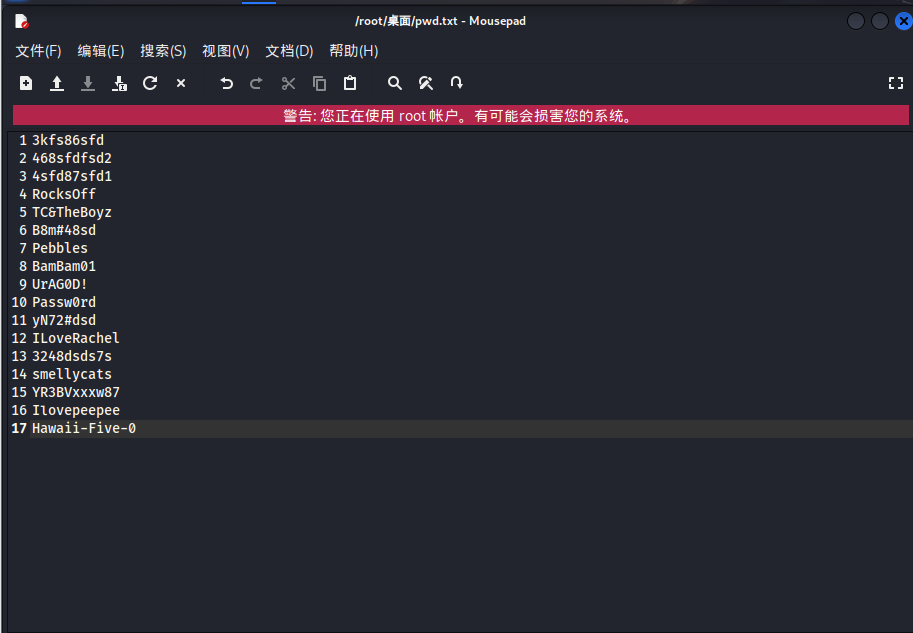 /root/桌面/pwd.txt - Mousepad
文件(F) 编辑(E) 搜索(S) 视图(V) 文档(D) 帮助(H)
警告: 您正在使用 root 帐户。有可能会损害您的系统。
1 3kfs86sfd
2 468sfdfsd2
3 4sfd87sfd1
4 RocksOff
5 TC&TheBoyz
6 B8m#48sd
7 Pebbles
8 BamBam01
9 UrAG0D!
10 Passw0rd
11 yN72#dsd
12 ILoveRachel
13 3248dsds7s
14 smellycats
15 YR3BVxxxw87
16 Ilovepeepee
17 Hawaii-Five-0